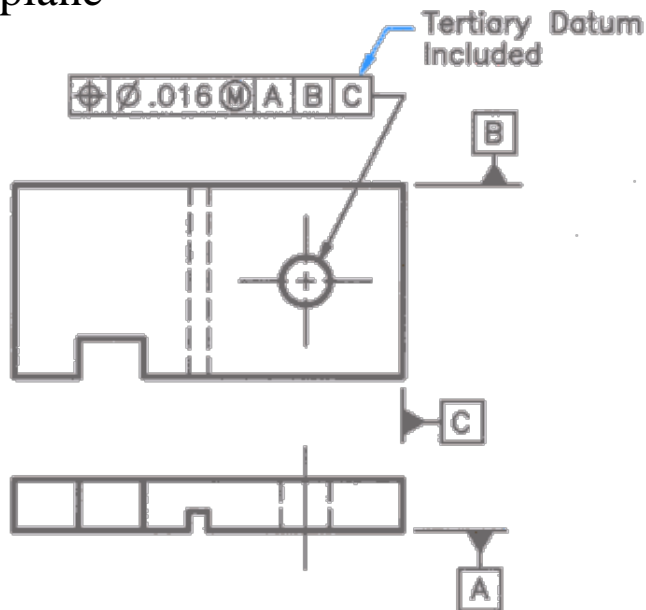 plane
Tertiary Datum
Included
⌖ Ø .016 Ⓜ A B C
B
C
A